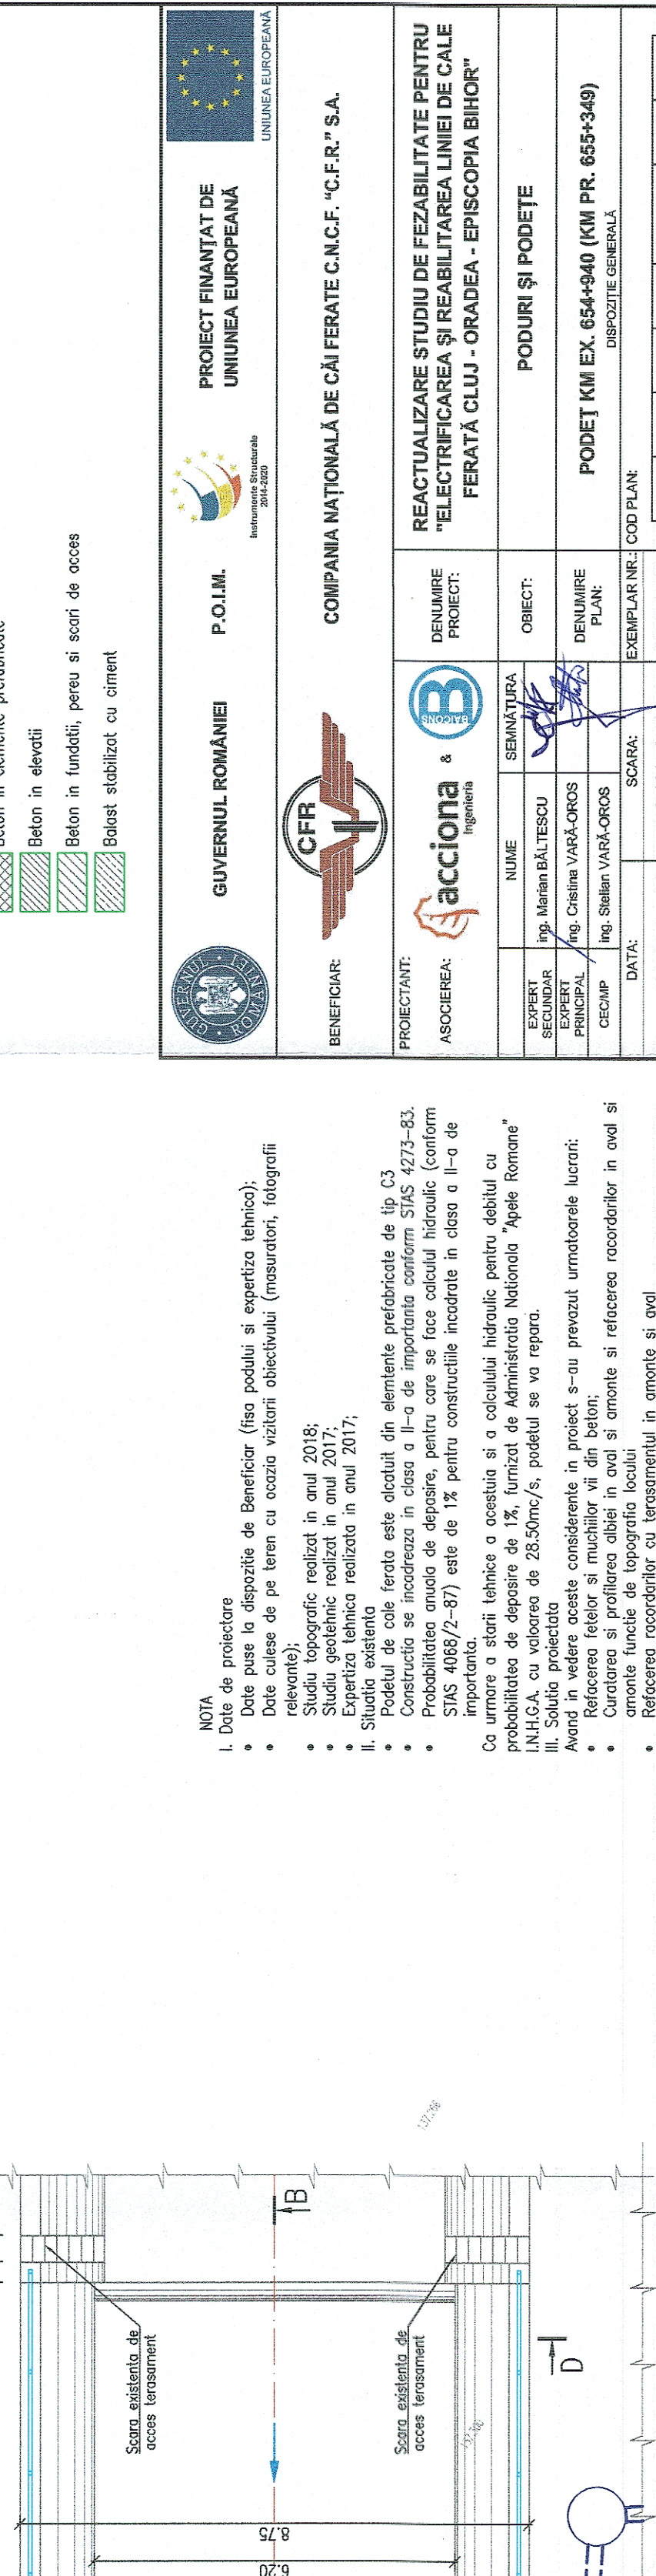 Beton in elevatii
Beton in fundatii, pereu si scari de acces
Balast stabilizat cu ciment
GUVERNUL ROMÂNIEI
P.O.I.M.
Instrumente Structurale
2014-2020
PROIECT FINANȚAT DE
UNIUNEA EUROPEANĂ
UNIUNEA EUROPEANĂ
GUVERNUL ROMÂNIEI
BENEFICIAR:
CFR
COMPANIA NAȚIONALĂ DE CĂI FERATE C.N.C.F. "C.F.R." S.A.
PROIECTANT:
ASOCIEREA:
acciona
Ingenieria
&
B
BAICONS
DENUMIRE
PROIECT:
REACTUALIZARE STUDIU DE FEZABILITATE PENTRU
"ELECTRIFICAREA ȘI REABILITAREA LINIEI DE CALE
FERATĂ CLUJ - ORADEA - EPISCOPIA BIHOR"
NUME
SEMNĂTURA
EXPERT
SECUNDAR
ing. Marian BĂLTESCU
EXPERT
PRINCIPAL
ing. Cristina VARĂ-OROS
CEC/MP
ing. Stelian VARĂ-OROS
OBIECT:
PODURI ȘI PODEȚE
DENUMIRE
PLAN:
PODEȚ KM EX. 654+940 (KM PR. 655+349)
DISPOZIȚIE GENERALĂ
DATA:
SCARA:
EXEMPLAR NR.:
COD PLAN:
NOTA
I. Date de proiectare
• Date puse la dispozitie de Beneficiar (fisa podului si expertiza tehnica);
• Date culese de pe teren cu ocazia vizitarii obiectivului (masuratori, fotografii
relevante);
• Studiu topografic realizat in anul 2018;
• Studiu geotehnic realizat in anul 2017;
• Expertiza tehnica realizata in anul 2017;
II. Situatia existenta
• Podetul de cale ferata este alcatuit din elemtente prefabricate de tip C3
• Constructia se incadreaza in clasa a II-a de importanta conform STAS 4273-83.
• Probabilitatea anuala de depasire, pentru care se face calculul hidraulic (conform
STAS 4068/2-87) este de 1% pentru constructiile incadrate in clasa a II-a de
importanta.
Ca urmare a starii tehnice a acestuia si a calculului hidraulic pentru debitul cu
probabilitatea de depasire de 1%, furnizat de Administratia Nationala "Apele Romane"
I.N.H.G.A. cu valoarea de 28.50mc/s, podetul se va repara.
III. Solutia proiectata
Avand in vedere aceste considerente in proiect s-au prevazut urmatoarele lucrari:
• Refacerea fetelor si muchiilor vii din beton;
• Curatarea si profilarea albiei in aval si amonte si refacerea racordarilor in aval si
amonte functie de topografia locului
• Refacerea racordarilor cu terasamentul in amonte si aval
137.266
B
Scara existenta de
acces terasament
Scara existenta de
acces terasament
D
8.75
6.20